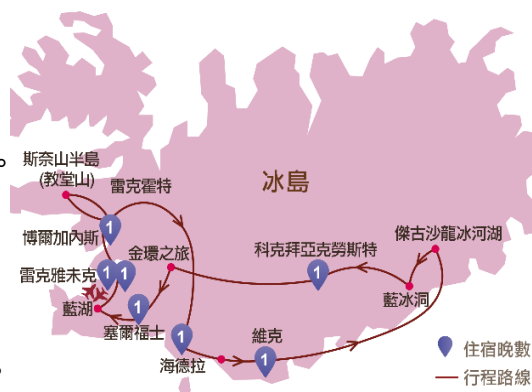 斯奈山半島
(教堂山)
雷克霍特
冰島
博爾加內斯
1
金環之旅
科克拜亞克勞斯特
傑古沙龍冰河湖
雷克雅未克
1
1
1
藍冰洞
藍湖
1
塞爾福士
1
海德拉
維克
1
住宿晚數
行程路線
。
。